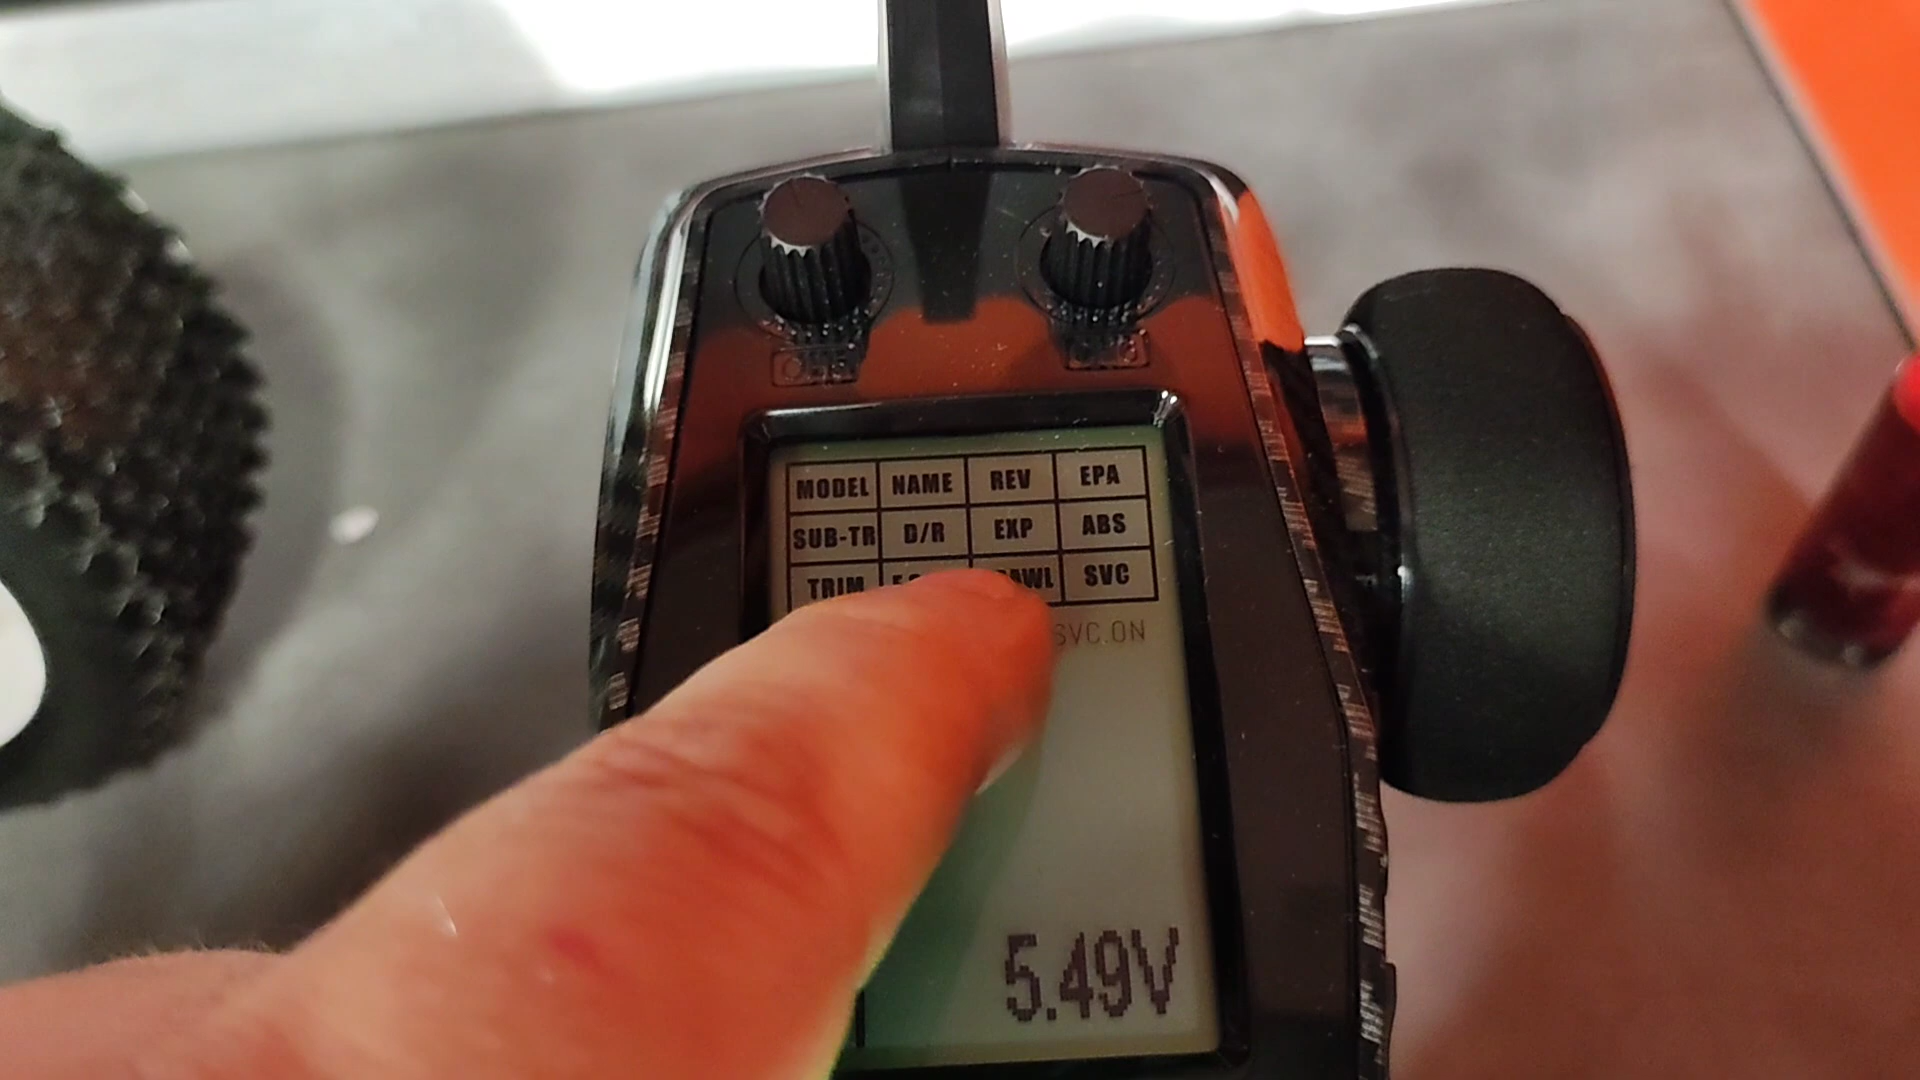 MODEL NAME REV EPA
SUB-TR D/R EXP ABS
TRIM SVC
SVC.ON
5.49V